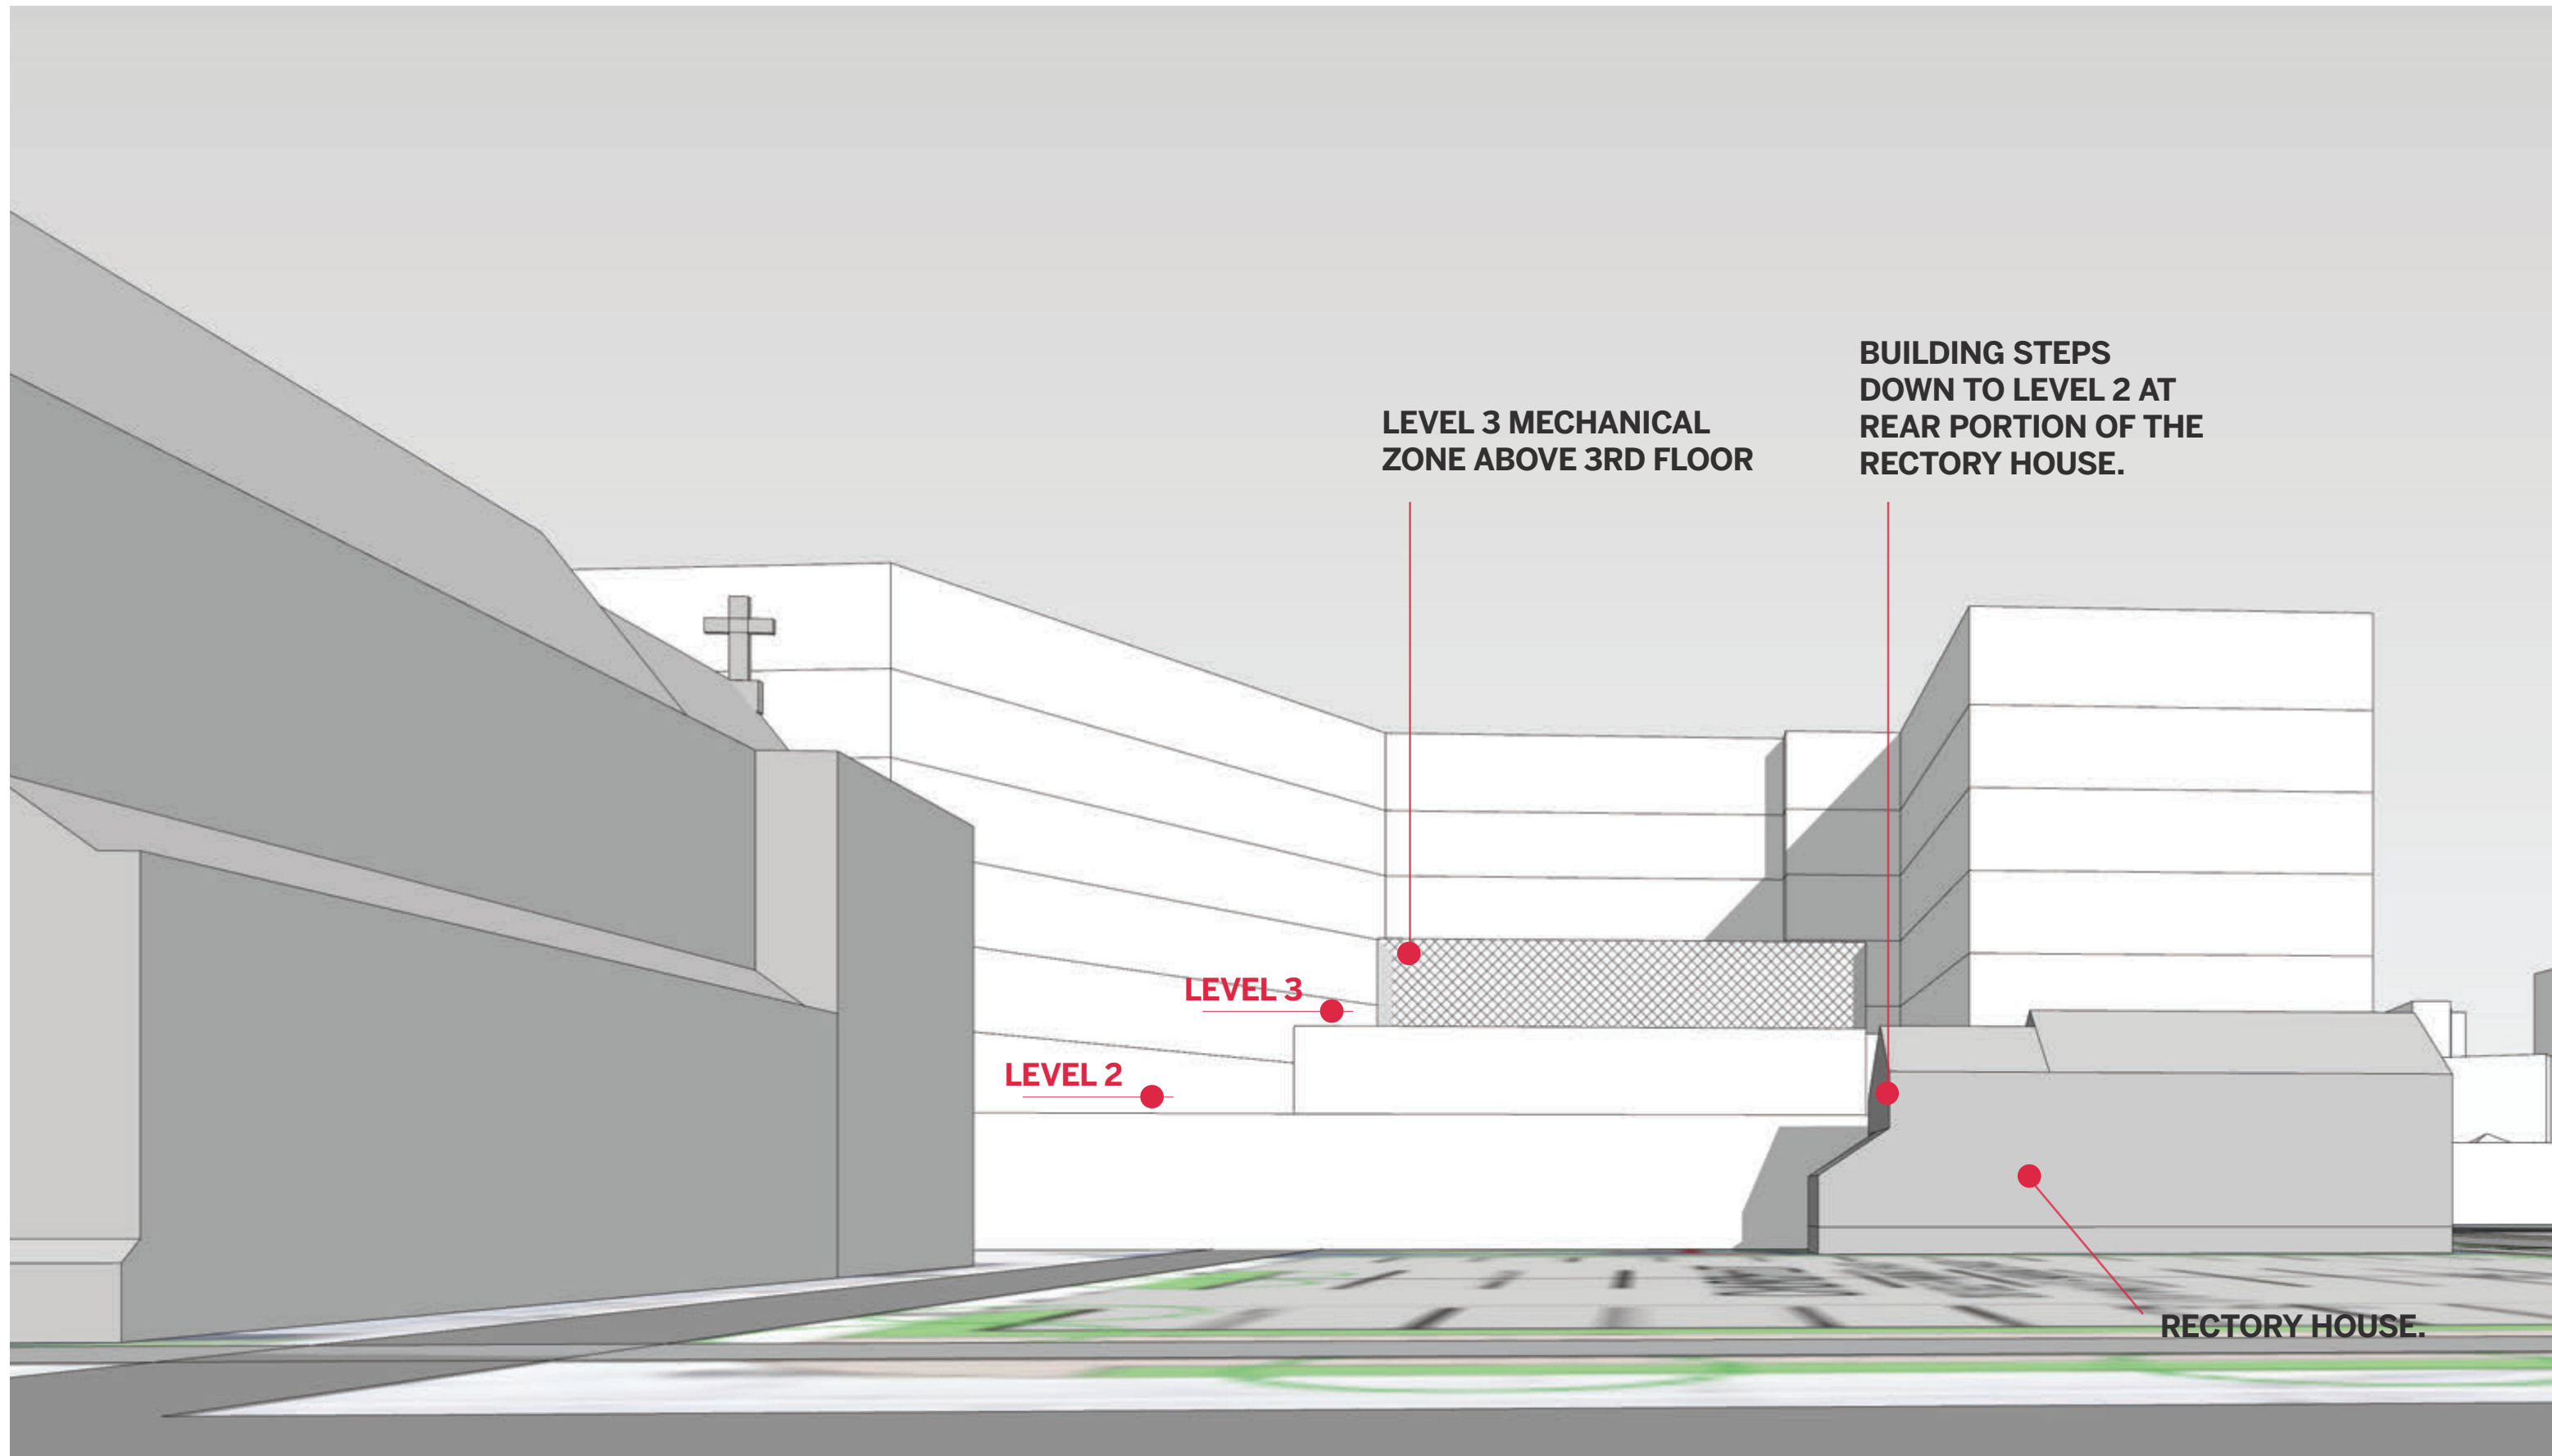 BUILDING STEPS
DOWN TO LEVEL 2 AT
REAR PORTION OF THE
RECTORY HOUSE.
LEVEL 3 MECHANICAL
ZONE ABOVE 3RD FLOOR
LEVEL 3
LEVEL 2
RECTORY HOUSE.